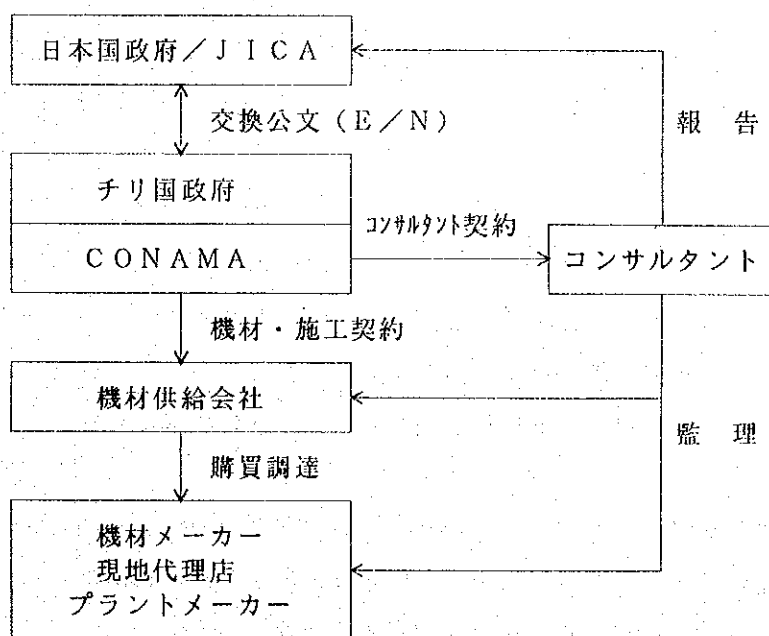 日本国政府／ＪＩＣＡ
交換公文（Ｅ／Ｎ）
報　告
チリ国政府
コンサルタント契約
ＣＯＮＡＭＡ
コンサルタント
機材・施工契約
機材供給会社
監　理
購買調達
機材メーカー
現地代理店
プラントメーカー